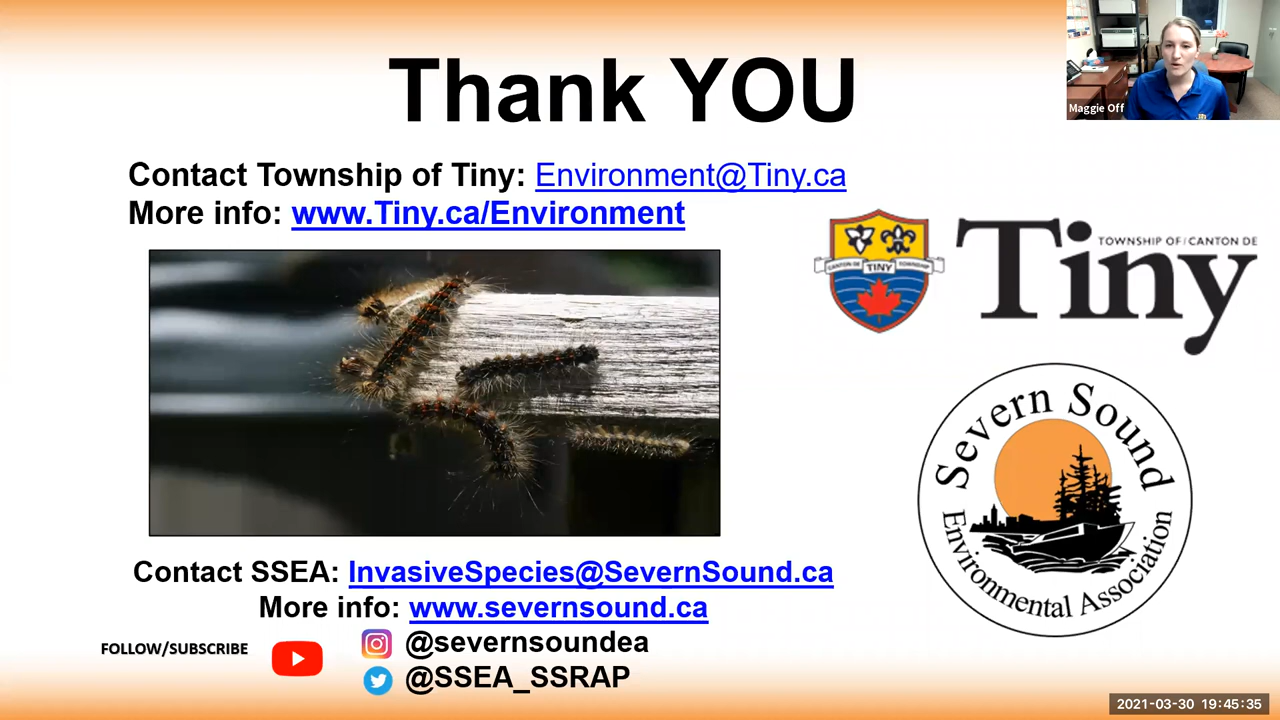 Thank YOU
Maggie Off
Contact Township of Tiny: Environment@Tiny.ca
More info: www.Tiny.ca/Environment
CANTON DE TINY TOWNSHIP
TOWNSHIP OF/CANTON DE
Tiny
Severn Sound
Environmental Association
Contact SSEA: InvasiveSpecies@SevernSound.ca
More info: www.severnsound.ca
FOLLOW/SUBSCRIBE
@severnsoundea
@SSEA_SSRAP
2021-03-30 19:45:35